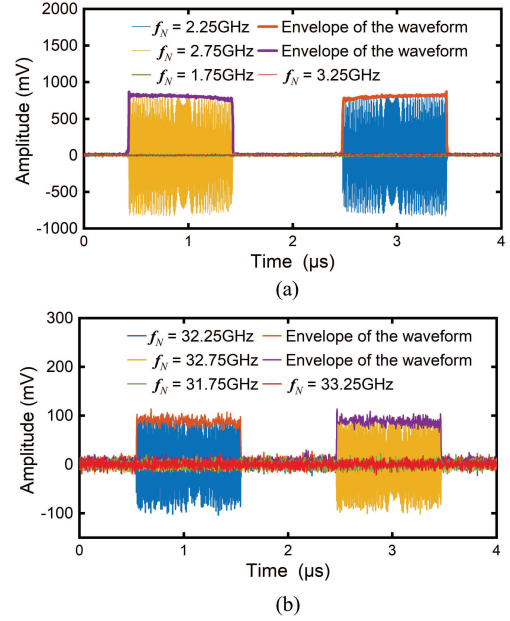 (a)
f_N = 2.25GHz Envelope of the waveform
f_N = 2.75GHz Envelope of the waveform
f_N = 1.75GHz f_N = 3.25GHz
Amplitude (mV)
1000
500
0
-500
-1000
0 1 2 3 4
Time (μs)
(a)
f_N = 32.25GHz Envelope of the waveform
f_N = 32.75GHz Envelope of the waveform
f_N = 31.75GHz f_N = 33.25GHz
Amplitude (mV)
300
200
100
0
-100
0 1 2 3 4
Time (μs)
(b)